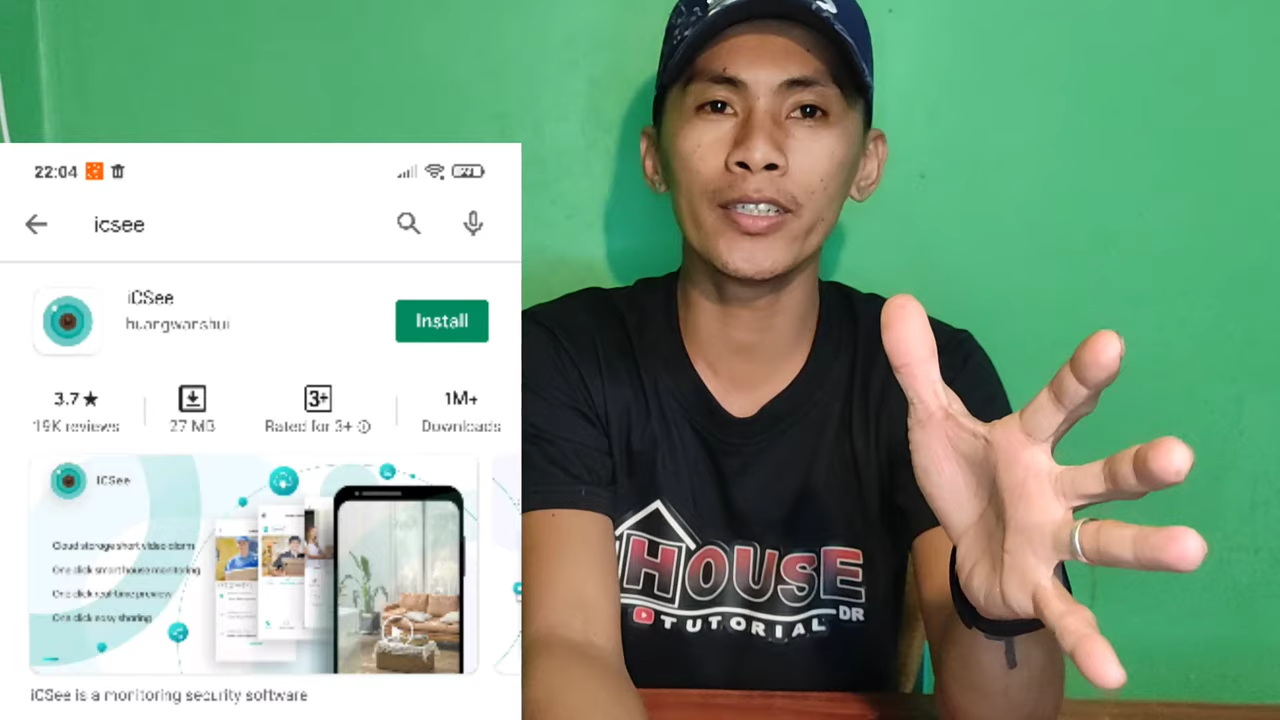 22:04
icsee
iCSee
huangwanshui
Install
3.7★
1M+
19K reviews
27 MB
3+
Rated for 3+
Downloads
iCSee
Cloud storage short video alarm
One click smart house monitoring
One click real-time preview
One click easy sharing
iCSee is a monitoring security software
HOUSE
TUTORIAL DR